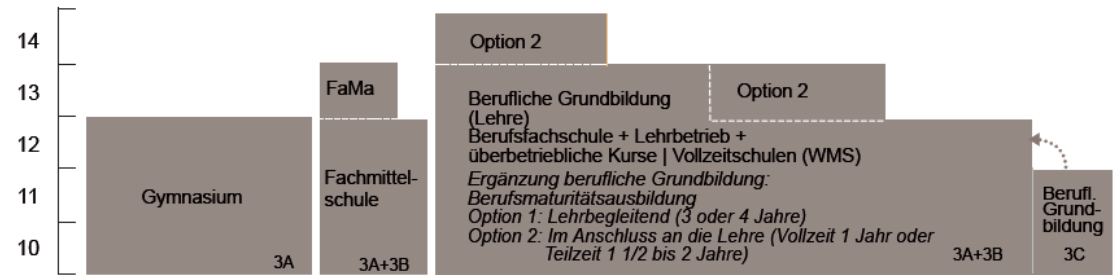 14
13
12
11
10
Gymnasium
3A
FaMa
Fachmittel-
schule
3A+3B
Option 2
Option 2
Berufliche Grundbildung
(Lehre)
Berufsfachschule + Lehrbetrieb +
überbetriebliche Kurse | Vollzeitschulen (WMS)
Ergänzung berufliche Grundbildung:
Berufsmaturitätsausbildung
Option 1: Lehrbegleitend (3 oder 4 Jahre)
Option 2: Im Anschluss an die Lehre (Vollzeit 1 Jahr oder
Teilzeit 1 1/2 bis 2 Jahre)
3A+3B
Berufl.
Grund-
bildung
3C